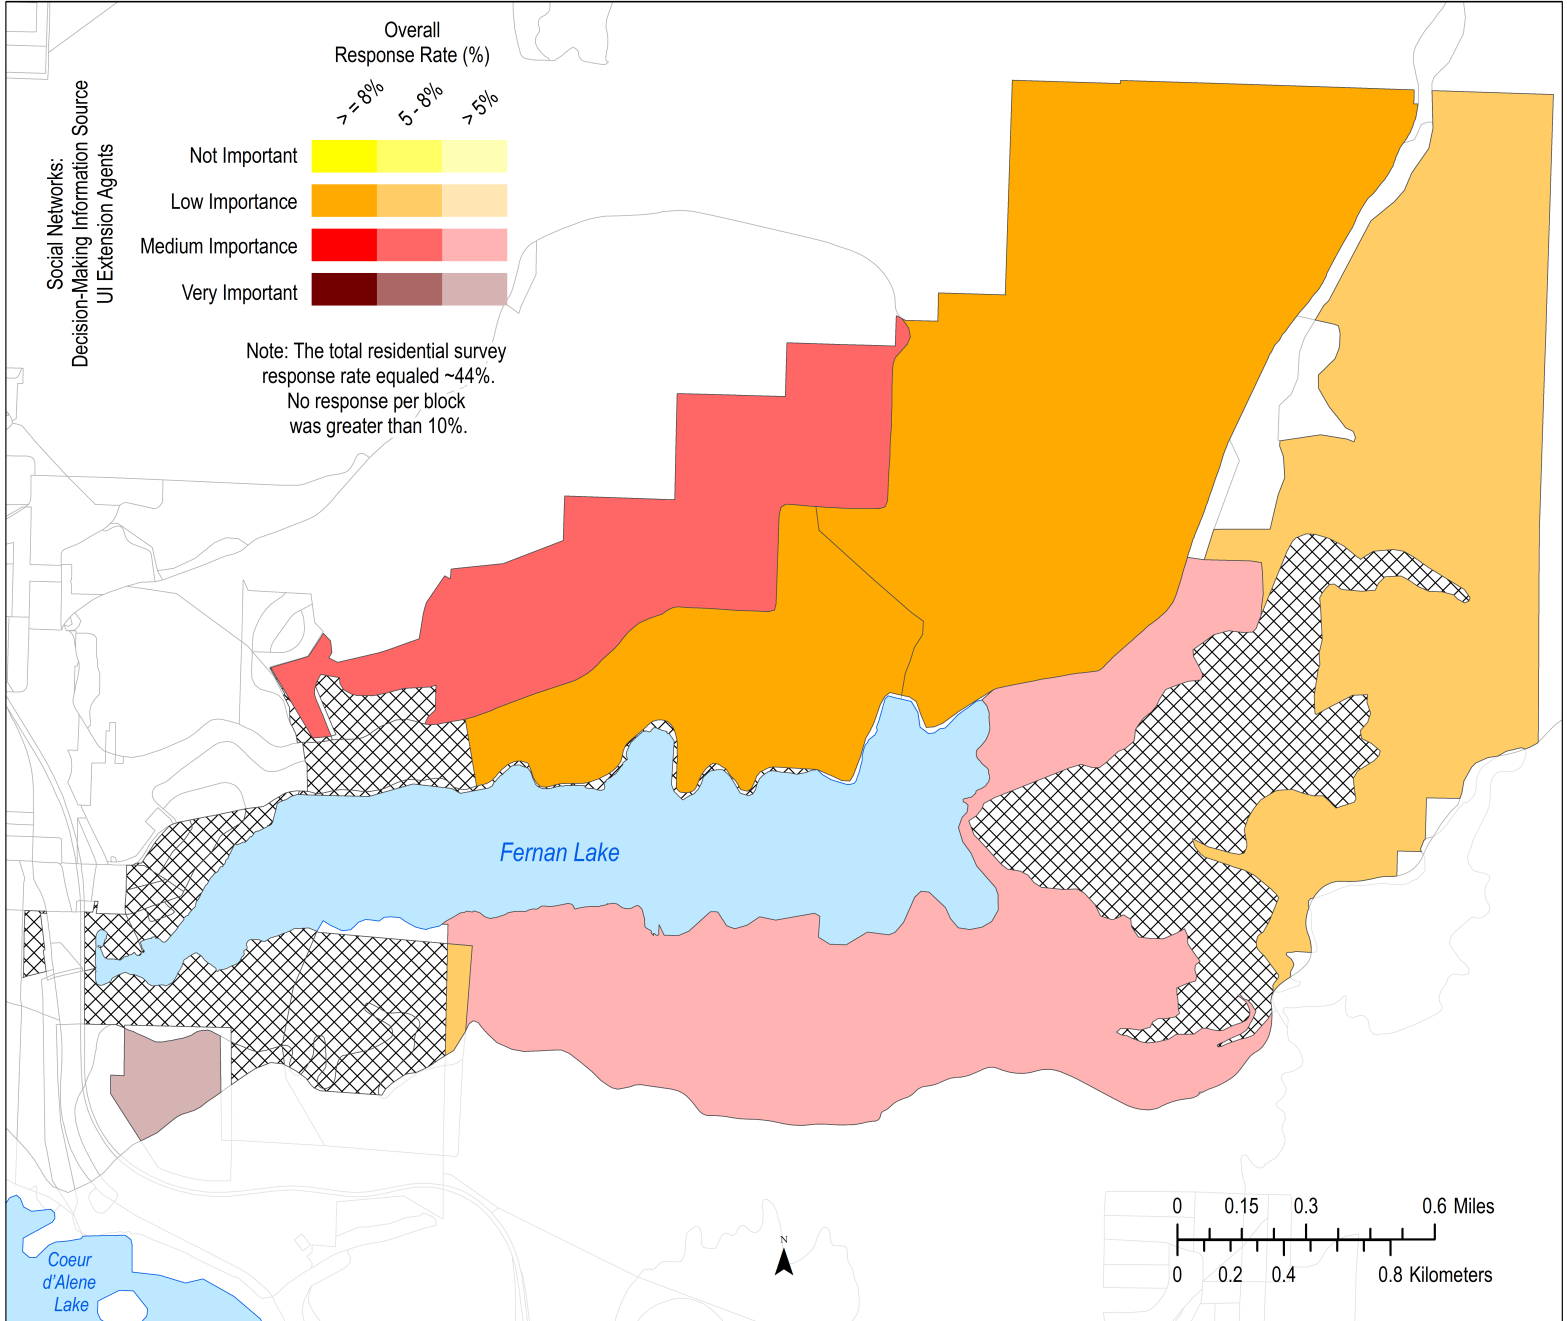 Overall
Response Rate (%)
> = 8%
5 - 8%
> 5%
Social Networks:
Decision-Making Information Source
UI Extension Agents
Not Important
Low Importance
Medium Importance
Very Important
Note: The total residential survey
response rate equaled ~44%.
No response per block
was greater than 10%.
Fernan Lake
Coeur
d'Alene
Lake
N
0 0.15 0.3 0.6 Miles
0 0.2 0.4 0.8 Kilometers